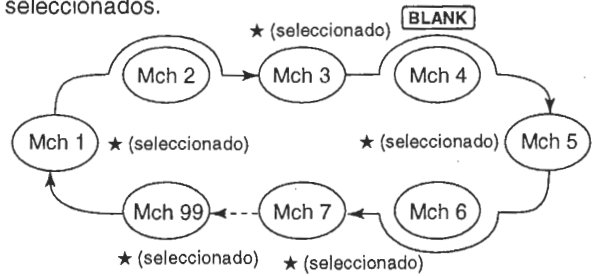 seleccionados.
★ (seleccionado)
BLANK
Mch 2
Mch 3
Mch 4
Mch 1
★ (seleccionado)
★ (seleccionado)
Mch 5
Mch 99
Mch 7
Mch 6
★ (seleccionado)
★ (seleccionado)